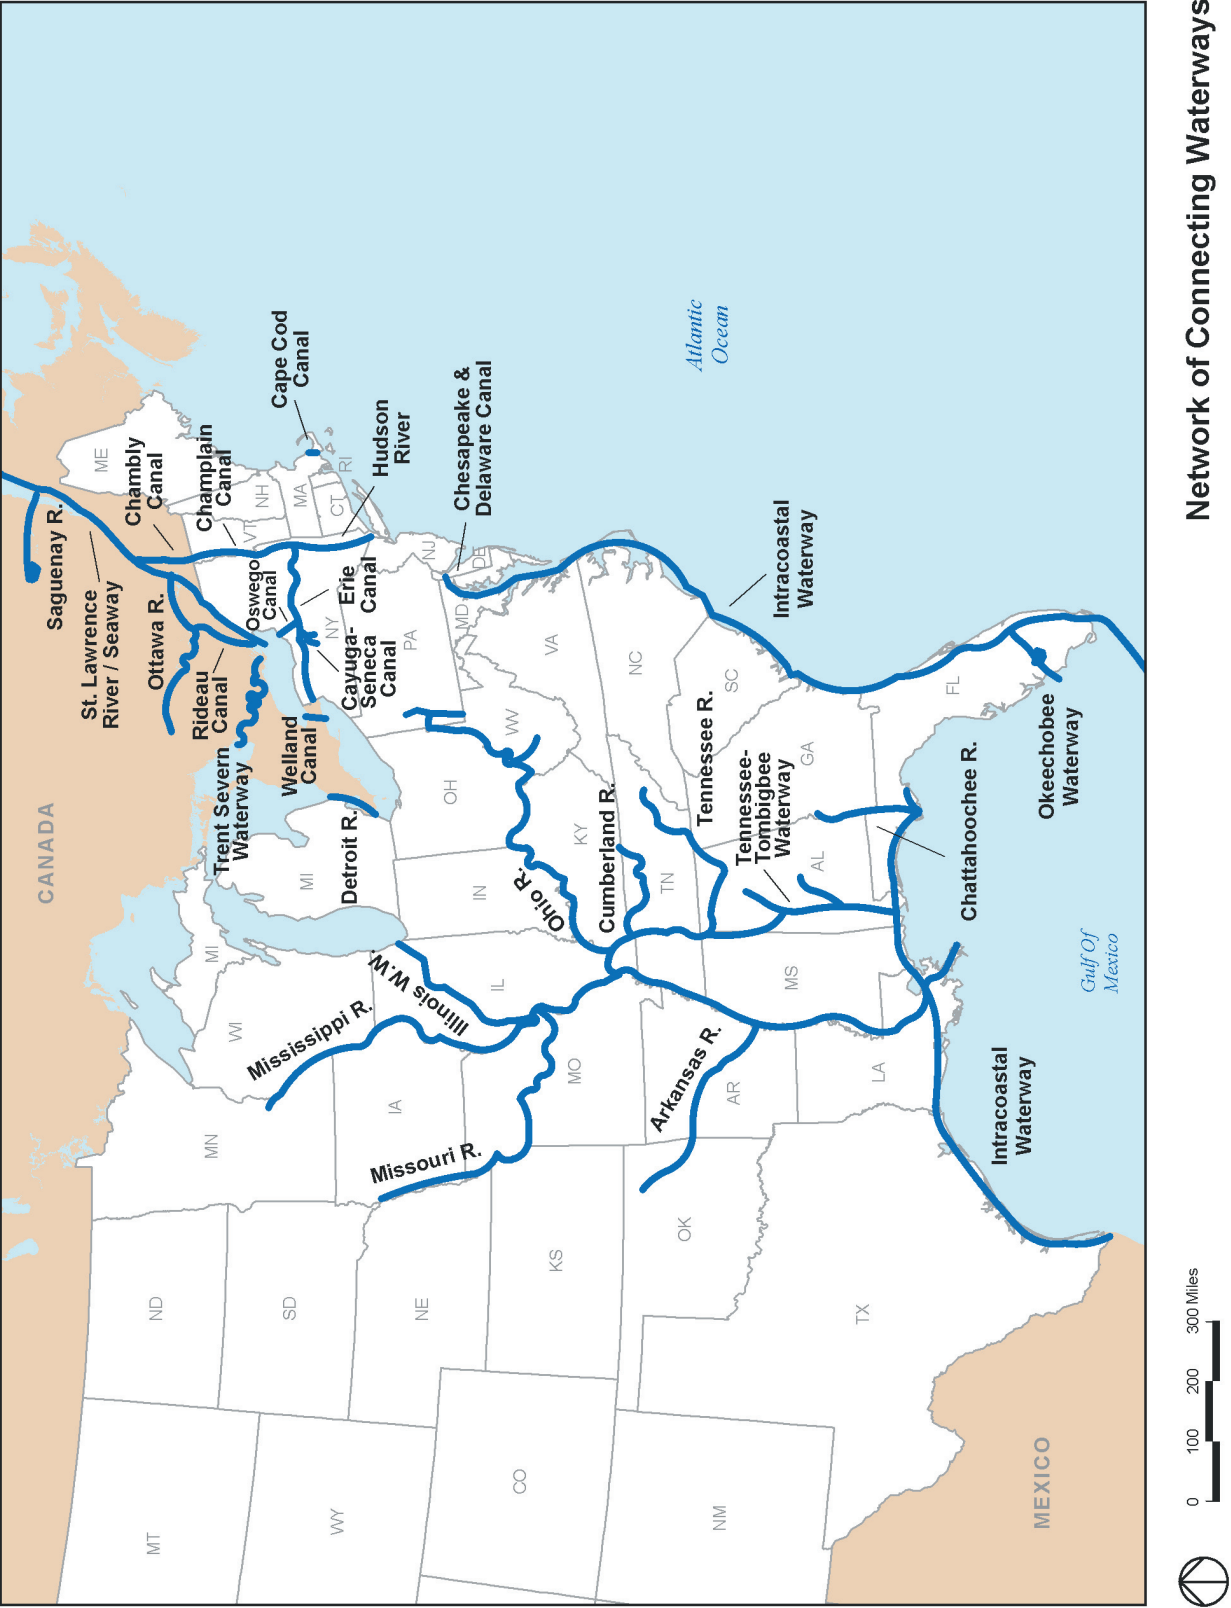 CANADA
Saguenay R.
St. Lawrence
River / Seaway
Ottawa R.
Rideau
Canal
Trent Severn
Waterway
Chambly
Canal
Champlain
Canal
Oswego
Canal
Erie
Canal
Cayuga-
Seneca
Canal
Welland
Canal
Detroit R.
Cape Cod
Canal
Hudson
River
Chesapeake &
Delaware Canal
Mississippi R.
Illinois W.W.
Missouri R.
Ohio R.
Cumberland R.
Tennessee R.
Tennessee-
Tombigbee
Waterway
Arkansas R.
Chattahoochee R.
Okeechobee
Waterway
Intracoastal
Waterway
Intracoastal
Waterway
Atlantic
Ocean
Gulf Of
Mexico
MEXICO
MT
ND
MN
WI
MI
MI
ME
VT
NH
MA
RI
CT
NY
NJ
PA
DE
MD
WY
SD
IA
NE
IL
IN
OH
WV
VA
CO
KS
MO
KY
NC
TN
SC
NM
OK
AR
MS
AL
GA
TX
LA
FL
0 100 200 300 Miles
Network of Connecting Waterways